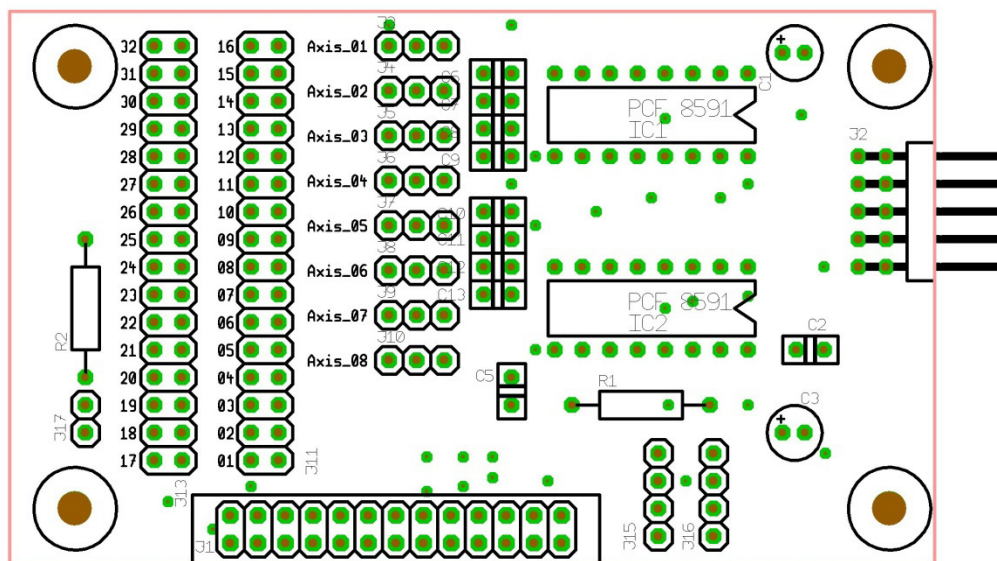 32 16 Axis_01 J3
31 15 J4
30 14 Axis_02 C6
29 13 Axis_03 J5 C7
28 12 J6 C8
27 11 Axis_04 C9
26 10 J7
25 09 Axis_05 C10
24 08 J8 C11
23 07 Axis_06 C12
22 06 J9 C13
21 05 Axis_07
20 04 J10
19 03 Axis_08
18 02
17 01
PCF 8591
IC1
PCF 8591
IC2
+
C1
J2
C2
C5
R1
+
C3
R2
J17
J13
J11
J1
J15
J16